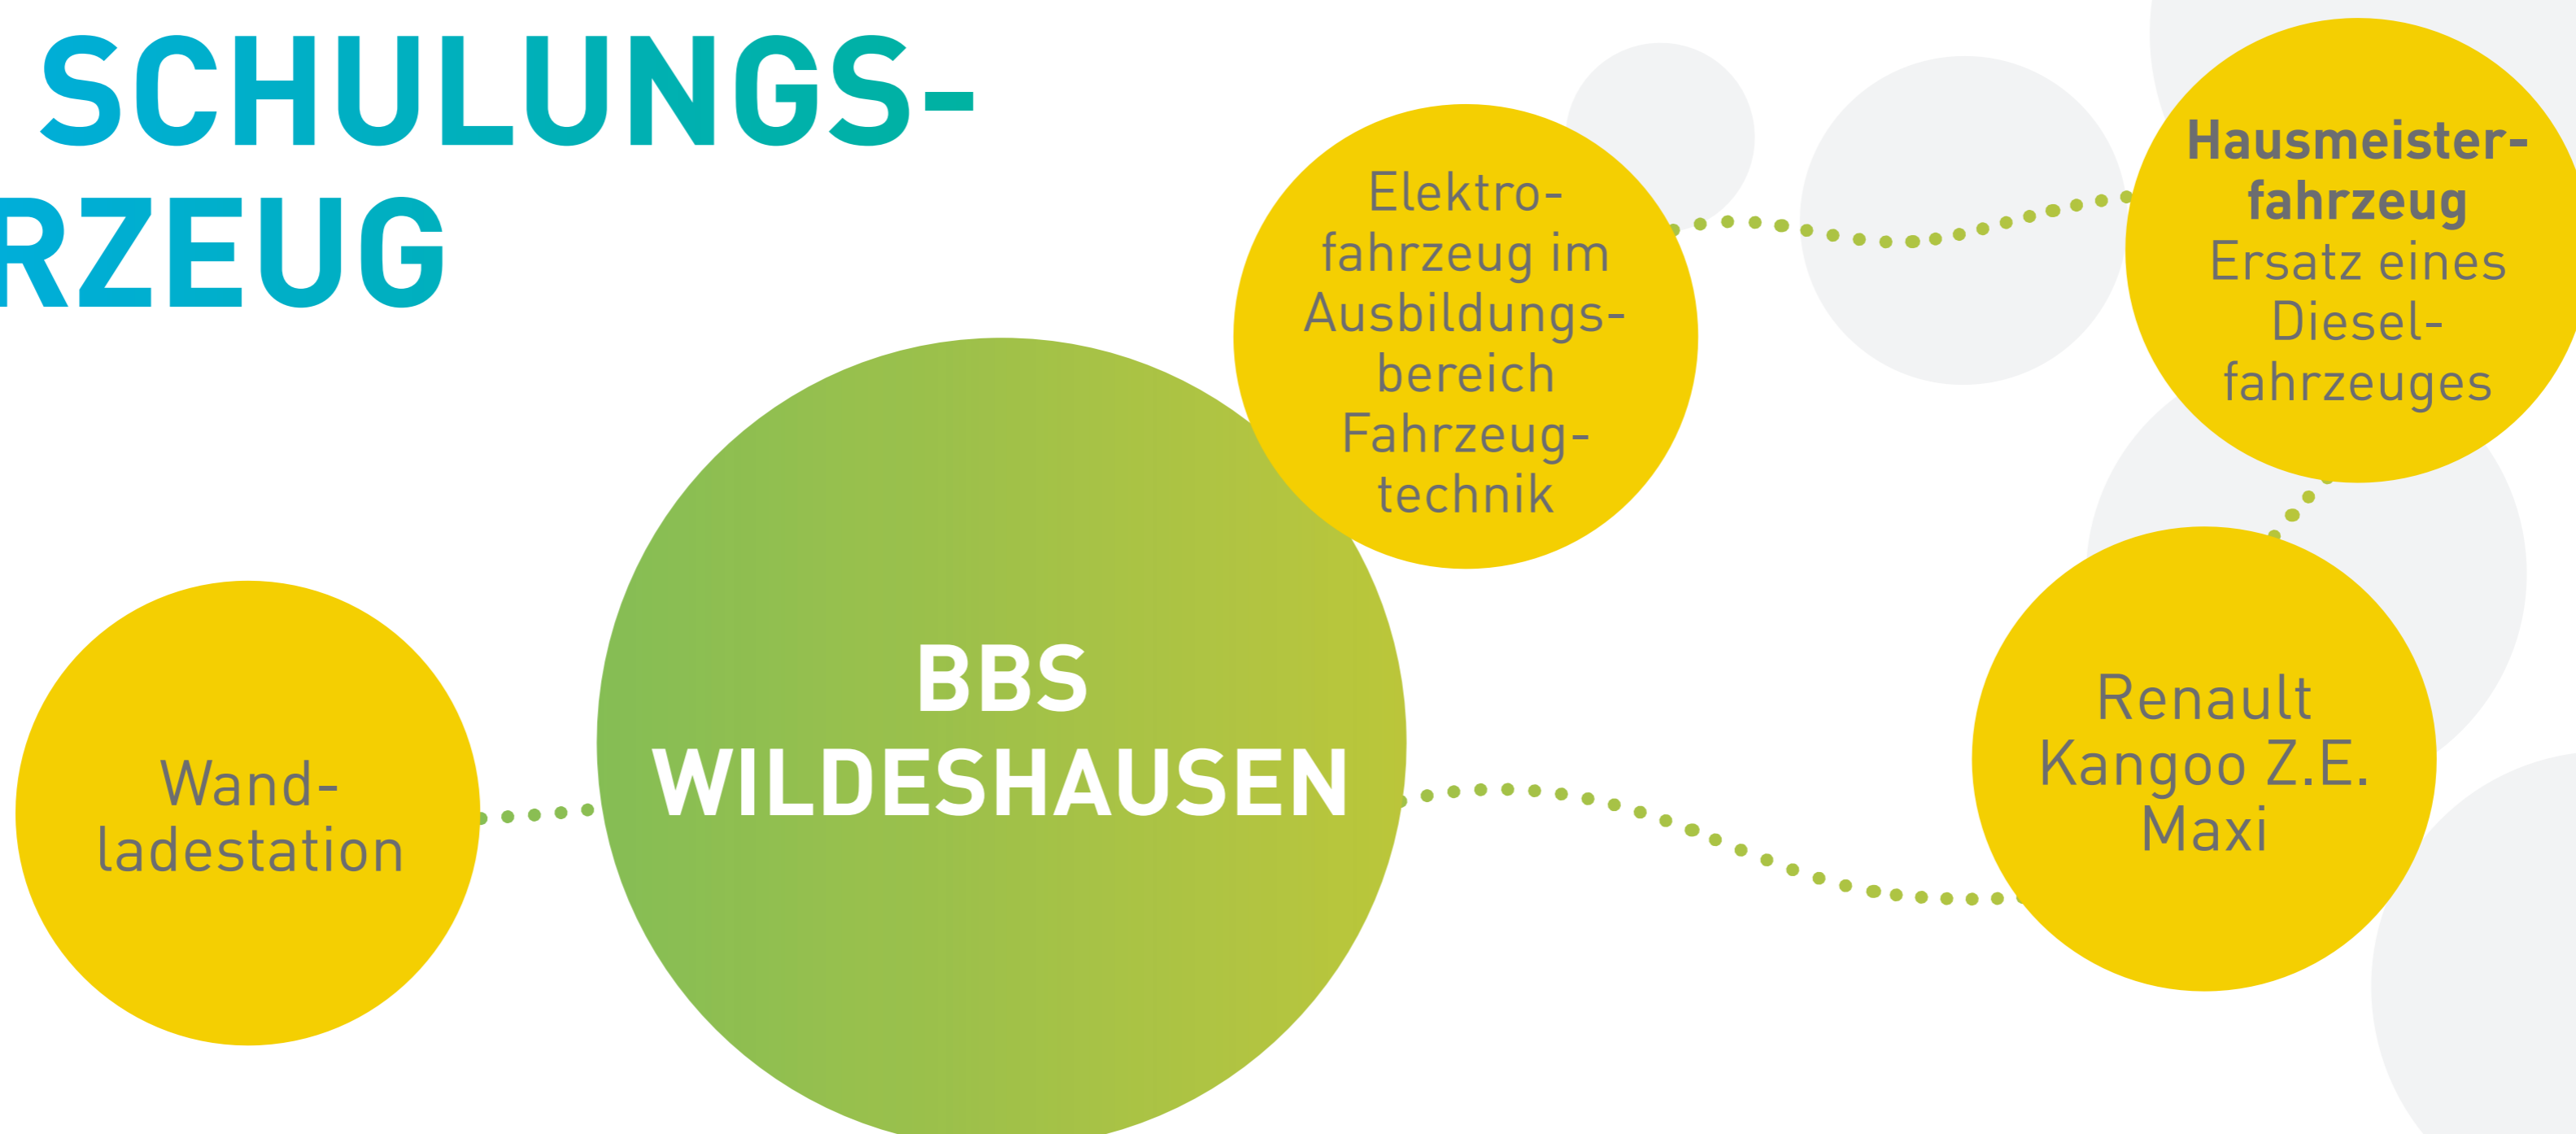 SCHULUNGS-
RZEUG
Elektro-
fahrzeug im
Ausbildungs-
bereich
Fahrzeug-
technik
Hausmeister-
fahrzeug
Ersatz eines
Diesel-
fahrzeuges
BBS
WILDESHAUSEN
Wand-
ladestation
Renault
Kangoo Z.E.
Maxi